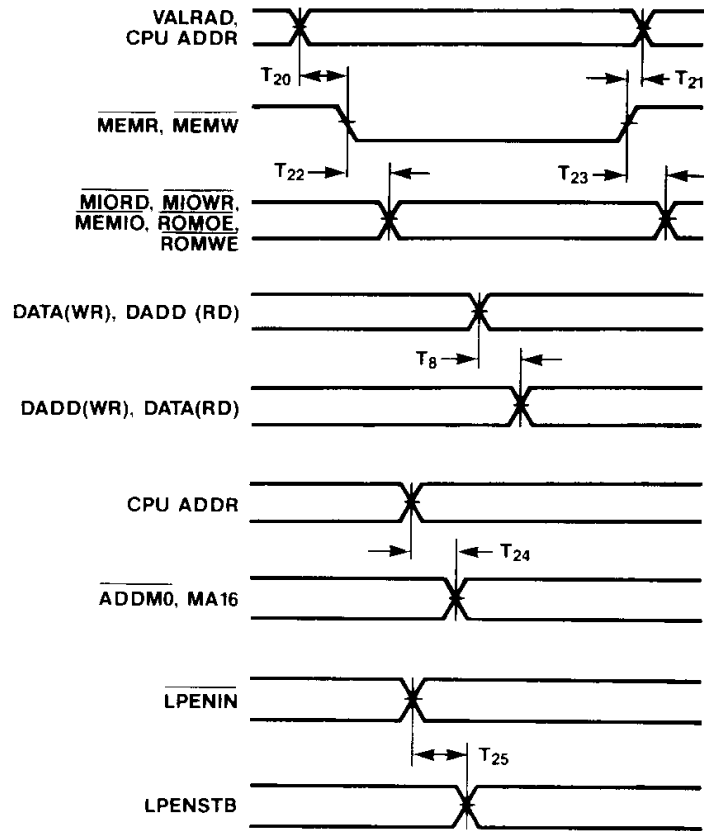 VALRAD,
CPU ADDR
T20
T21
MEMR, MEMW
T22
T23
MIORD, MIOWR,
MEMIO, ROMOE,
ROMWE
DATA(WR), DADD (RD)
T8
DADD(WR), DATA(RD)
CPU ADDR
T24
ADDM0, MA16
LPENIN
T25
LPENSTB